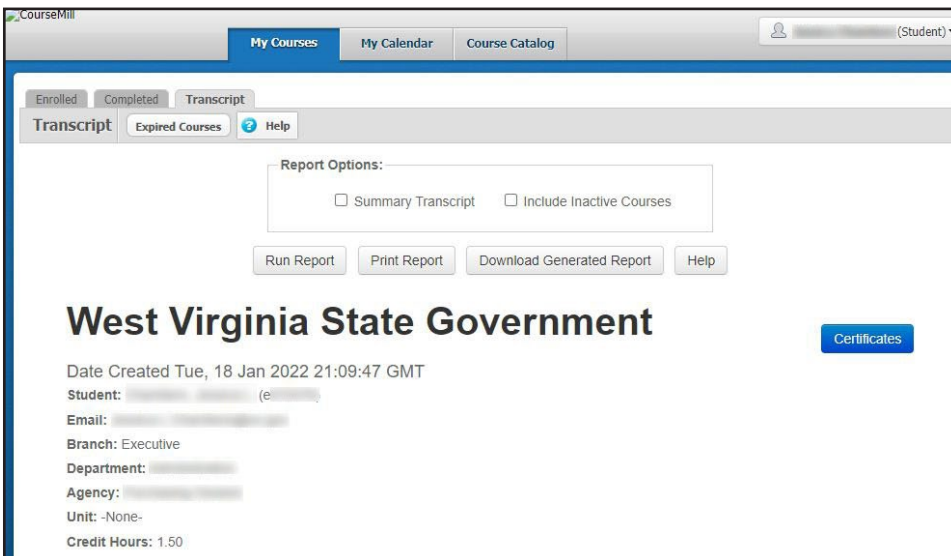 CourseMill
My Courses My Calendar Course Catalog (Student)
Enrolled Completed Transcript
Transcript Expired Courses ? Help
Report Options:
Summary Transcript Include Inactive Courses
Run Report Print Report Download Generated Report Help
West Virginia State Government
Certificates
Date Created Tue, 18 Jan 2022 21:09:47 GMT
Student: (e
Email:
Branch: Executive
Department:
Agency:
Unit: -None-
Credit Hours: 1.50